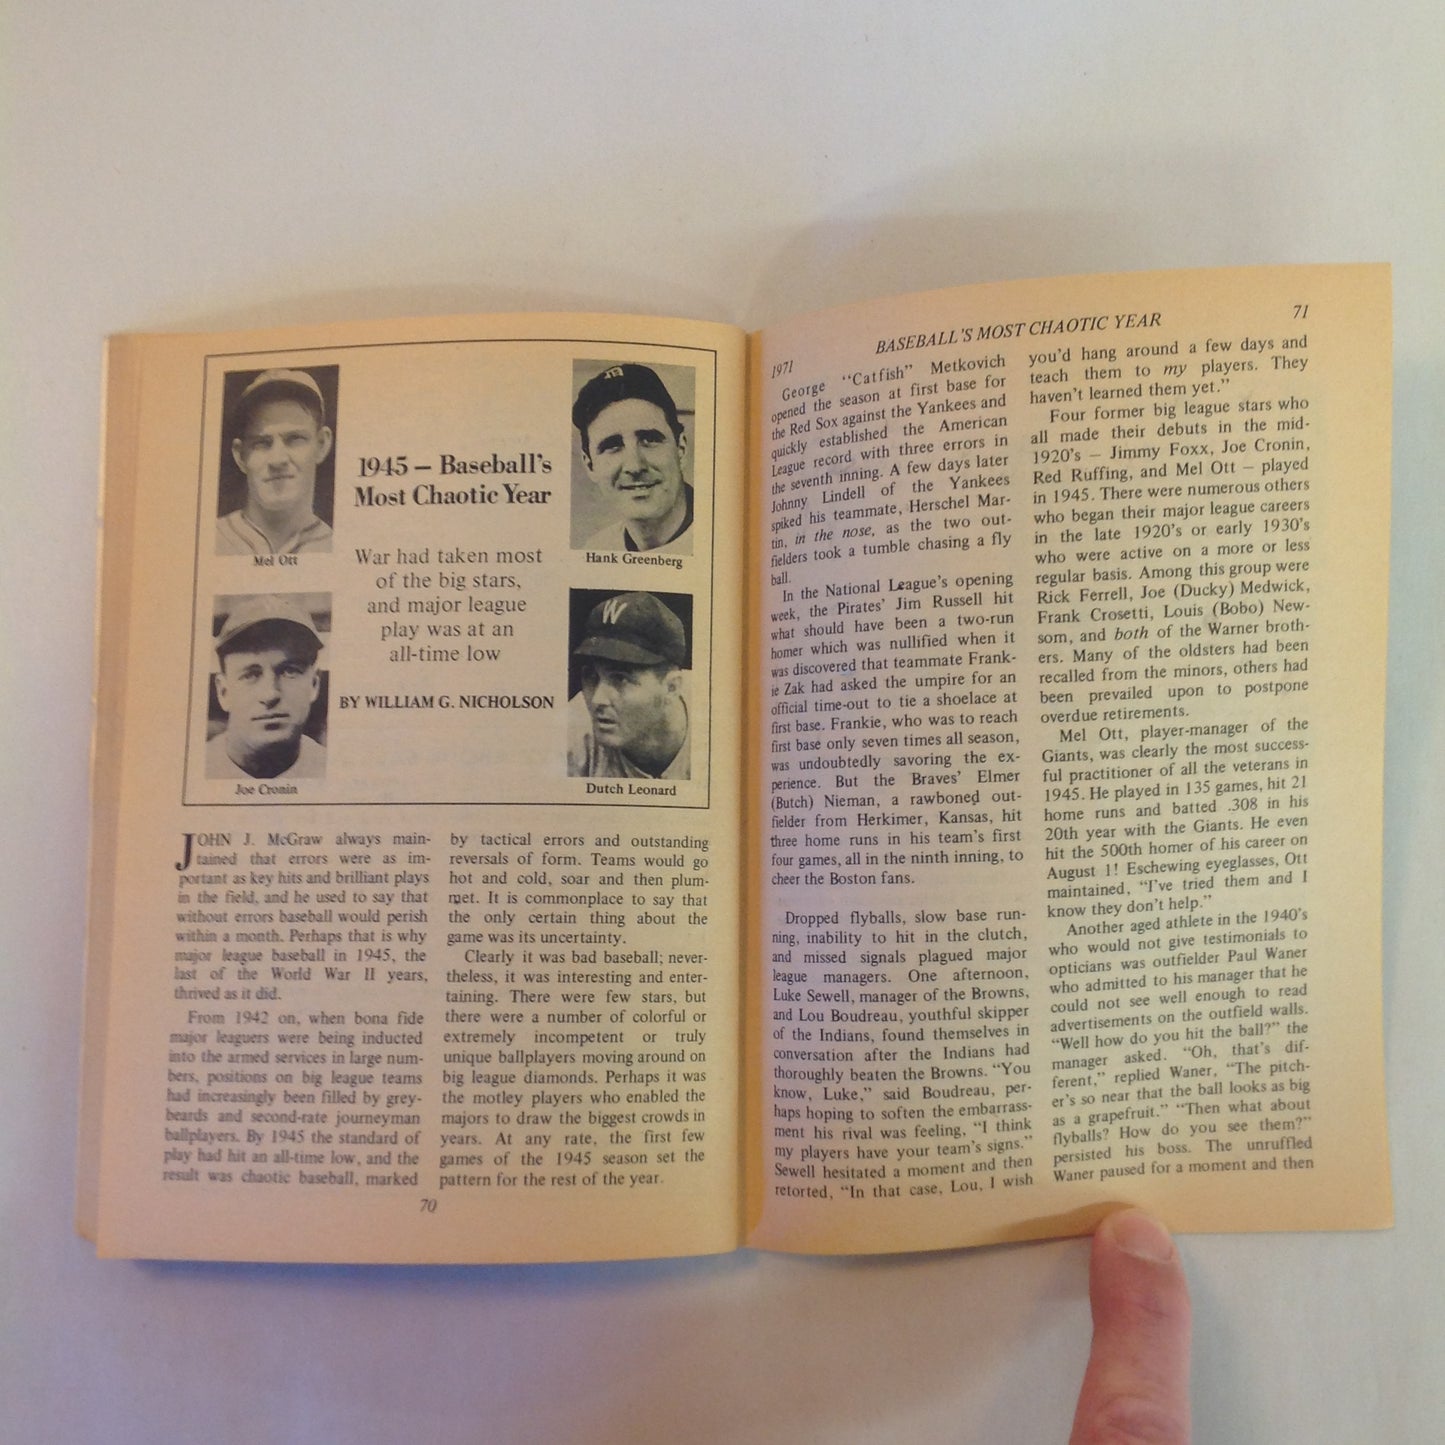 Mel Ott
1945 – Baseball's
Most Chaotic Year
Hank Greenberg
War had taken most
of the big stars,
and major league
play was at an
all-time low
BY WILLIAM G. NICHOLSON
Joe Cronin
Dutch Leonard
W
JOHN J. McGraw always main-
tained that errors were as im-
portant as key hits and brilliant plays
in the field, and he used to say that
without errors baseball would perish
within a month. Perhaps that is why
major league baseball in 1945, the
last of the World War II years,
thrived as it did.
From 1942 on, when bona fide
major leaguers were being inducted
into the armed services in large num-
bers, positions on big league teams
had increasingly been filled by grey-
beards and second-rate journeyman
ballplayers. By 1945 the standard of
play had hit an all-time low, and the
result was chaotic baseball, marked
by tactical errors and outstanding
reversals of form. Teams would go
hot and cold, soar and then plum-
met. It is commonplace to say that
the only certain thing about the
game was its uncertainty.
Clearly it was bad baseball; never-
theless, it was interesting and enter-
taining. There were few stars, but
there were a number of colorful or
extremely incompetent or truly
unique ballplayers moving around on
big league diamonds. Perhaps it was
the motley players who enabled the
majors to draw the biggest crowds in
years. At any rate, the first few
games of the 1945 season set the
pattern for the rest of the year.
70
1971
BASEBALL'S MOST CHAOTIC YEAR
71
George "Catfish" Metkovich
opened the season at first base for
the Red Sox against the Yankees and
quickly established the American
League record with three errors in
the seventh inning. A few days later
Johnny Lindell of the Yankees
spiked his teammate, Herschel Mar-
tin, in the nose, as the two out-
fielders took a tumble chasing a fly
ball.
In the National League's opening
week, the Pirates' Jim Russell hit
what should have been a two-run
homer which was nullified when it
was discovered that teammate Frank-
ie Zak had asked the umpire for an
official time-out to tie a shoelace at
first base. Frankie, who was to reach
first base only seven times all season,
was undoubtedly savoring the ex-
perience. But the Braves' Elmer
(Butch) Nieman, a rawboned out-
fielder from Herkimer, Kansas, hit
three home runs in his team's first
four games, all in the ninth inning, to
cheer the Boston fans.
Dropped flyballs, slow base run-
ning, inability to hit in the clutch,
and missed signals plagued major
league managers. One afternoon,
Luke Sewell, manager of the Browns,
and Lou Boudreau, youthful skipper
of the Indians, found themselves in
conversation after the Indians had
thoroughly beaten the Browns. "You
know, Luke," said Boudreau, per-
haps hoping to soften the embarrass-
ment his rival was feeling, "I think
my players have your team's signs."
Sewell hesitated a moment and then
retorted, "In that case, Lou, I wish
you'd hang around a few days and
teach them to my players. They
haven't learned them yet."
Four former big league stars who
all made their debuts in the mid-
1920's – Jimmy Foxx, Joe Cronin,
Red Ruffing, and Mel Ott – played
in 1945. There were numerous others
who began their major league careers
in the late 1920's or early 1930's
who were active on a more or less
regular basis. Among this group were
Rick Ferrell, Joe (Ducky) Medwick,
Frank Crosetti, Louis (Bobo) New-
som, and both of the Warner broth-
ers. Many of the oldsters had been
recalled from the minors, others had
been prevailed upon to postpone
overdue retirements.
Mel Ott, player-manager of the
Giants, was clearly the most success-
ful practitioner of all the veterans in
1945. He played in 135 games, hit 21
home runs and batted .308 in his
20th year with the Giants. He even
hit the 500th homer of his career on
August 1! Eschewing eyeglasses, Ott
maintained, "I've tried them and I
know they don't help."
Another aged athlete in the 1940's
who would not give testimonials to
opticians was outfielder Paul Waner
who admitted to his manager that he
could not see well enough to read
advertisements on the outfield walls.
"Well how do you hit the ball?" the
manager asked. "Oh, that's dif-
ferent," replied Waner, "The pitch-
er's so near that the ball looks as big
as a grapefruit." "Then what about
flyballs? How do you see them?"
persisted his boss. The unruffled
Waner paused for a moment and then